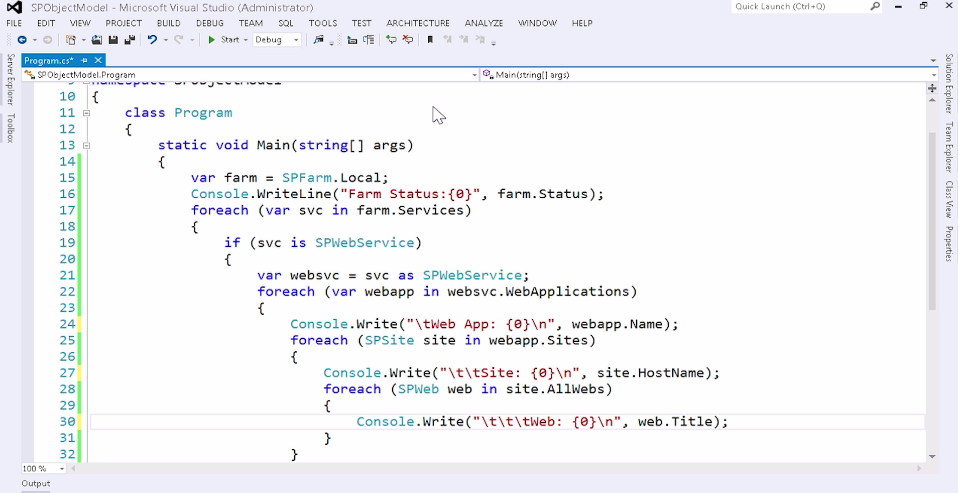 SPObjectModel - Microsoft Visual Studio (Administrator)
Quick Launch (Ctrl+Q)
FILE EDIT VIEW PROJECT BUILD DEBUG TEAM SQL TOOLS TEST ARCHITECTURE ANALYZE WINDOW HELP
Start Debug
Program.cs*
SPObjectModel.Program
Main(string[] args)
Server Explorer
Toolbox
Solution Explorer
Team Explorer
Class View
Properties
9 namespace SPObjectModel
10 {
11 class Program
12 {
13 static void Main(string[] args)
14 {
15 var farm = SPFarm.Local;
16 Console.WriteLine("Farm Status:{0}", farm.Status);
17 foreach (var svc in farm.Services)
18 {
19 if (svc is SPWebService)
20 {
21 var websvc = svc as SPWebService;
22 foreach (var webapp in websvc.WebApplications)
23 {
24 Console.Write("\tWeb App: {0}\n", webapp.Name);
25 foreach (SPSite site in webapp.Sites)
26 {
27 Console.Write("\t\tSite: {0}\n", site.HostName);
28 foreach (SPWeb web in site.AllWebs)
29 {
30 Console.Write("\t\t\tWeb: {0}\n", web.Title);
31 }
32 }
100 %
Output